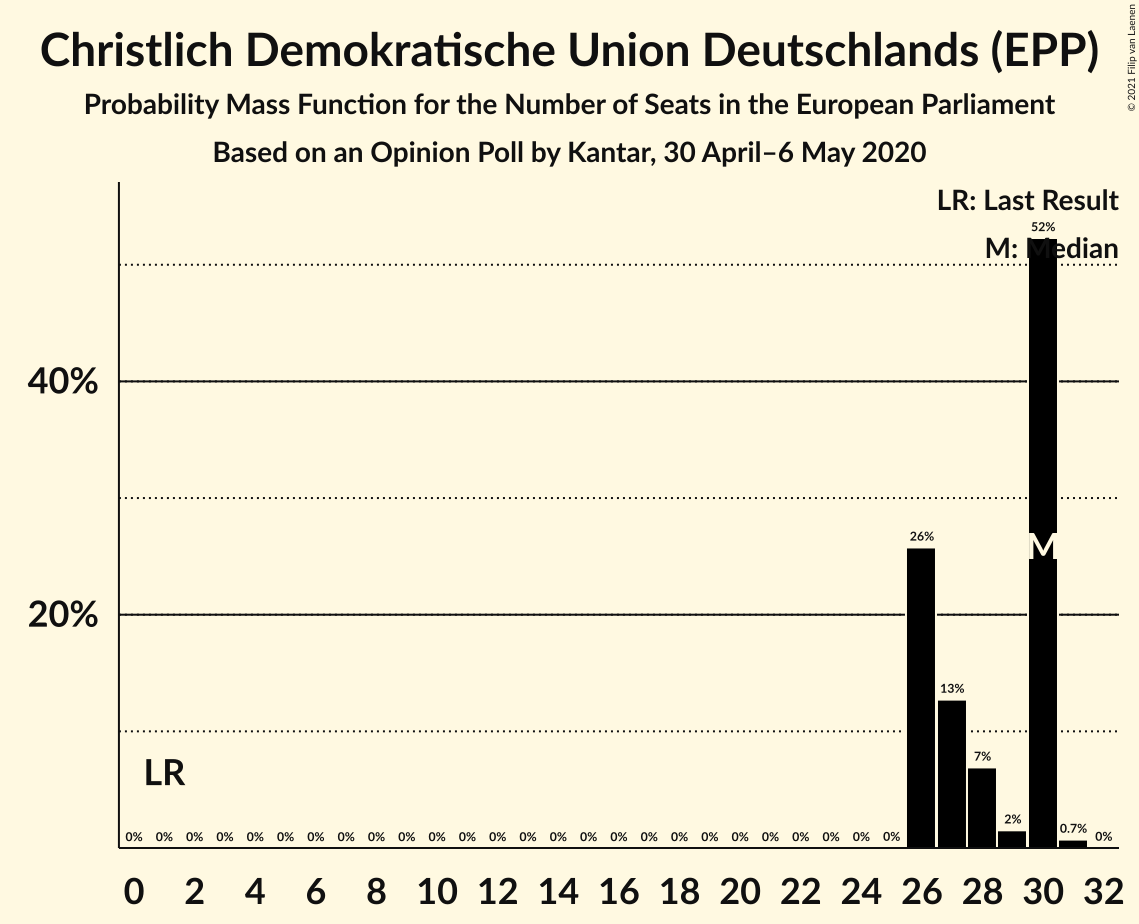 Christlich Demokratische Union Deutschlands (EPP)
Probability Mass Function for the Number of Seats in the European Parliament
Based on an Opinion Poll by Kantar, 30 April–6 May 2020
© 2021 Filip van Laenen
LR: Last Result
M: Median
52%
40%
26%
M
20%
13%
7%
LR
2%
0.7%
0% 0% 0% 0% 0% 0% 0% 0% 0% 0% 0% 0% 0% 0% 0% 0% 0% 0% 0% 0% 0% 0% 0% 0% 0% 0% 0%
0 2 4 6 8 10 12 14 16 18 20 22 24 26 28 30 32